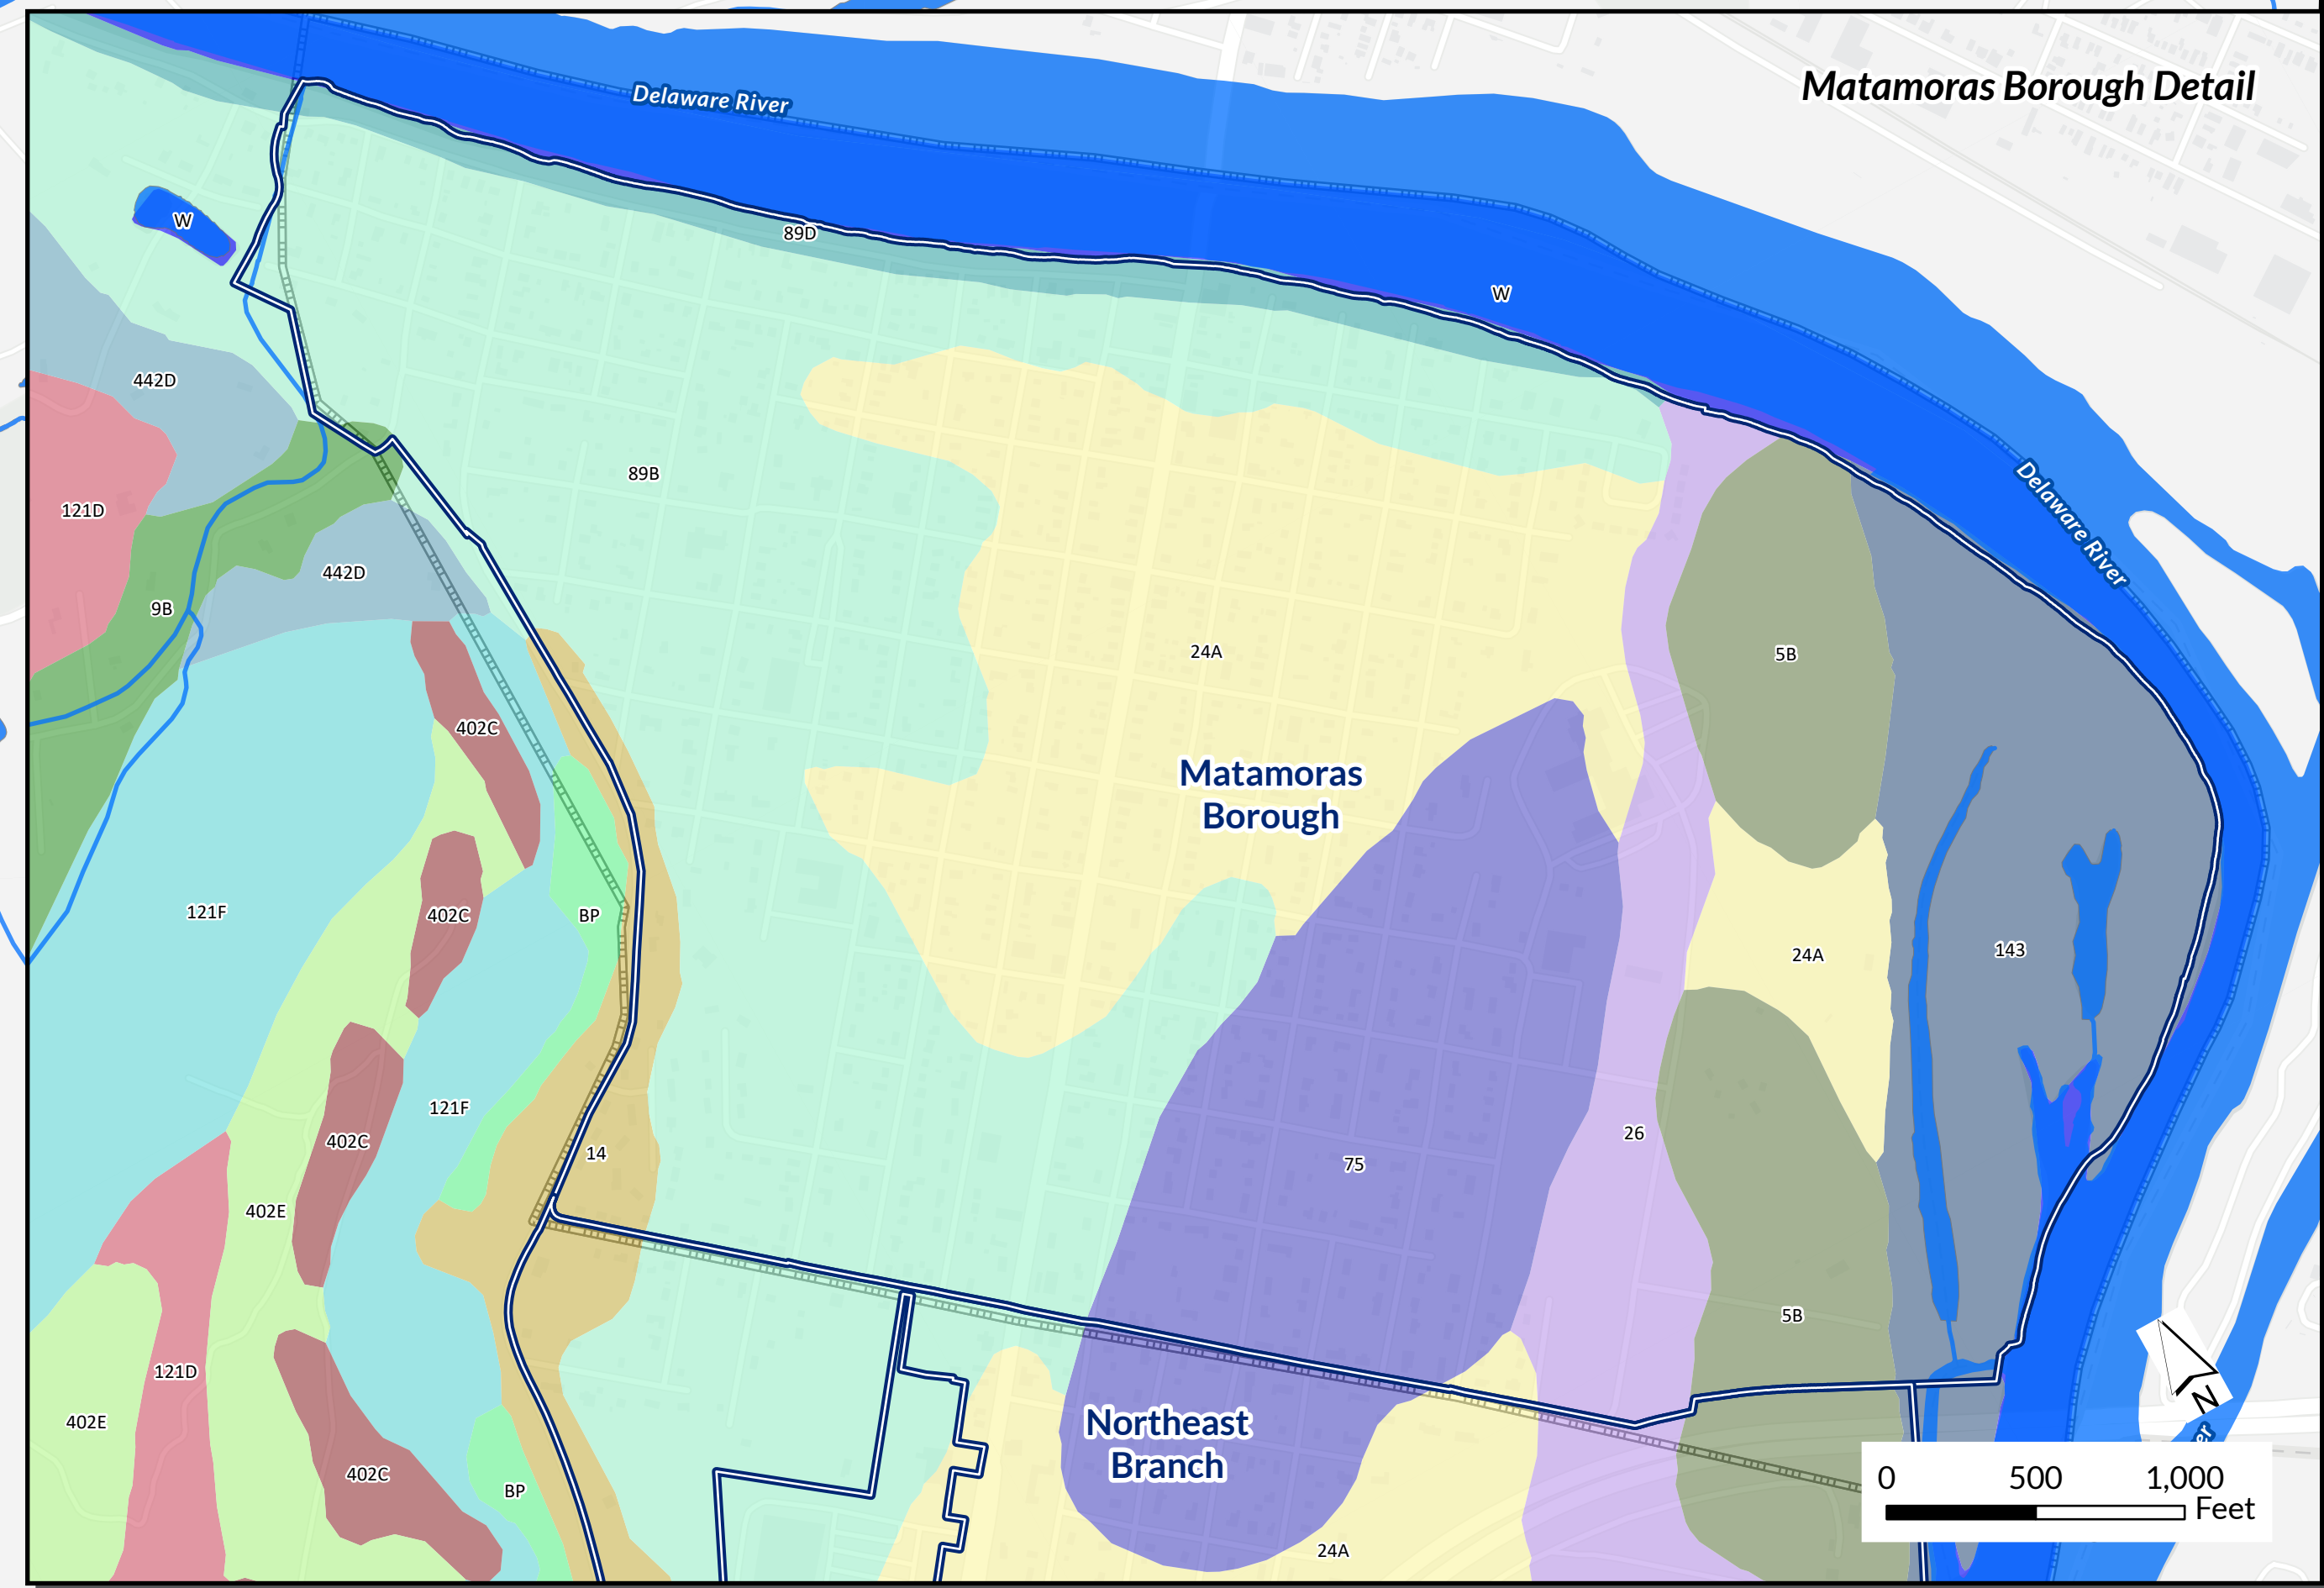 Matamoras Borough Detail
Delaware River
W
89D
W
442D
89B
121D
Delaware River
442D
9B
24A
5B
402C
Matamoras
Borough
121F
402C
BP
24A
143
121F
26
402C
14
75
402E
5B
121D
N
402E
Northeast
Branch
er
402C
0 500 1,000
BP
Feet
24A